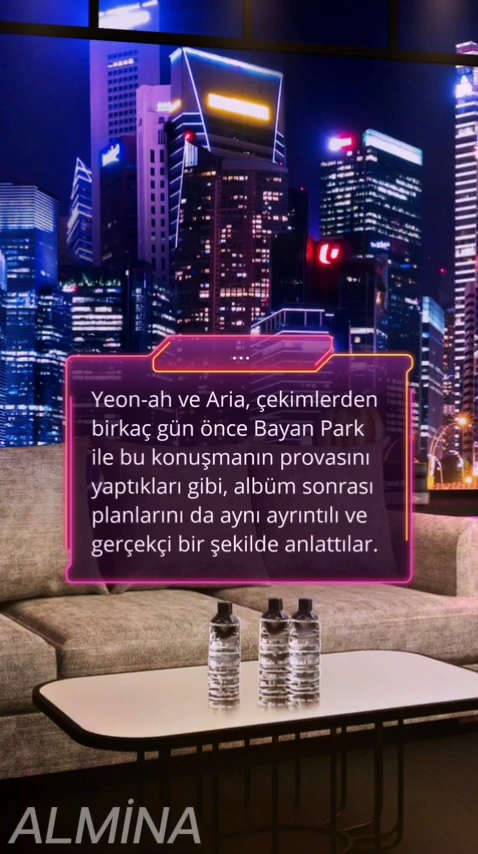 ...
Yeon-ah ve Aria, çekimlerden
birkaç gün önce Bayan Park
ile bu konuşmanın provasını
yaptıkları gibi, albüm sonrası
planlarını da aynı ayrıntılı ve
gerçekçi bir şekilde anlattılar.
ALMİNA